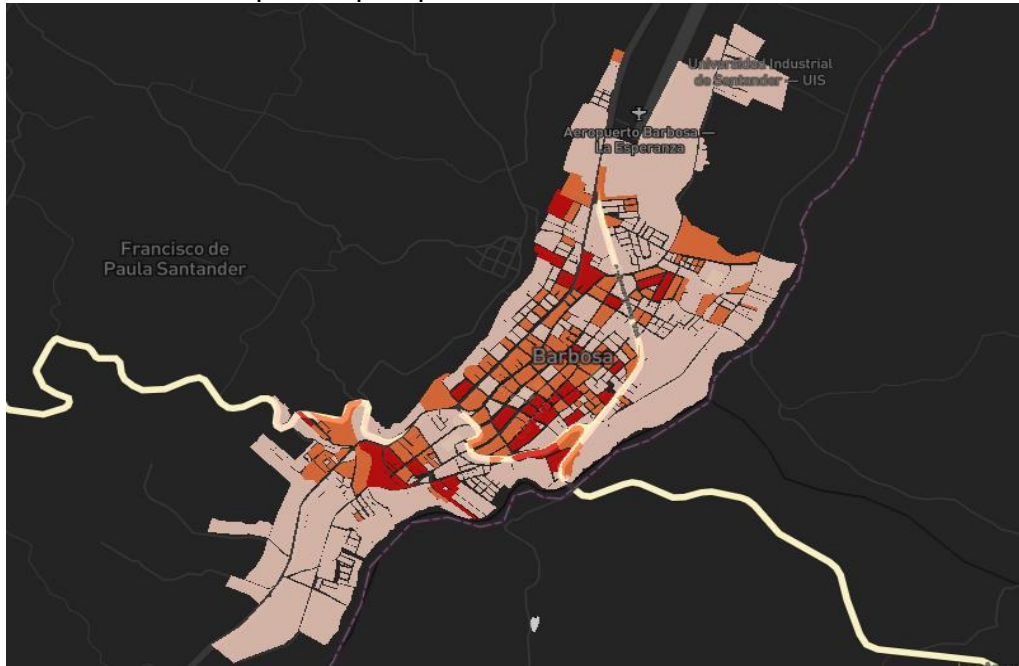 Universidad Industrial
de Santander — UIS
Aeropuerto Barbosa —
La Esperanza
Francisco de
Paula Santander
Barbosa